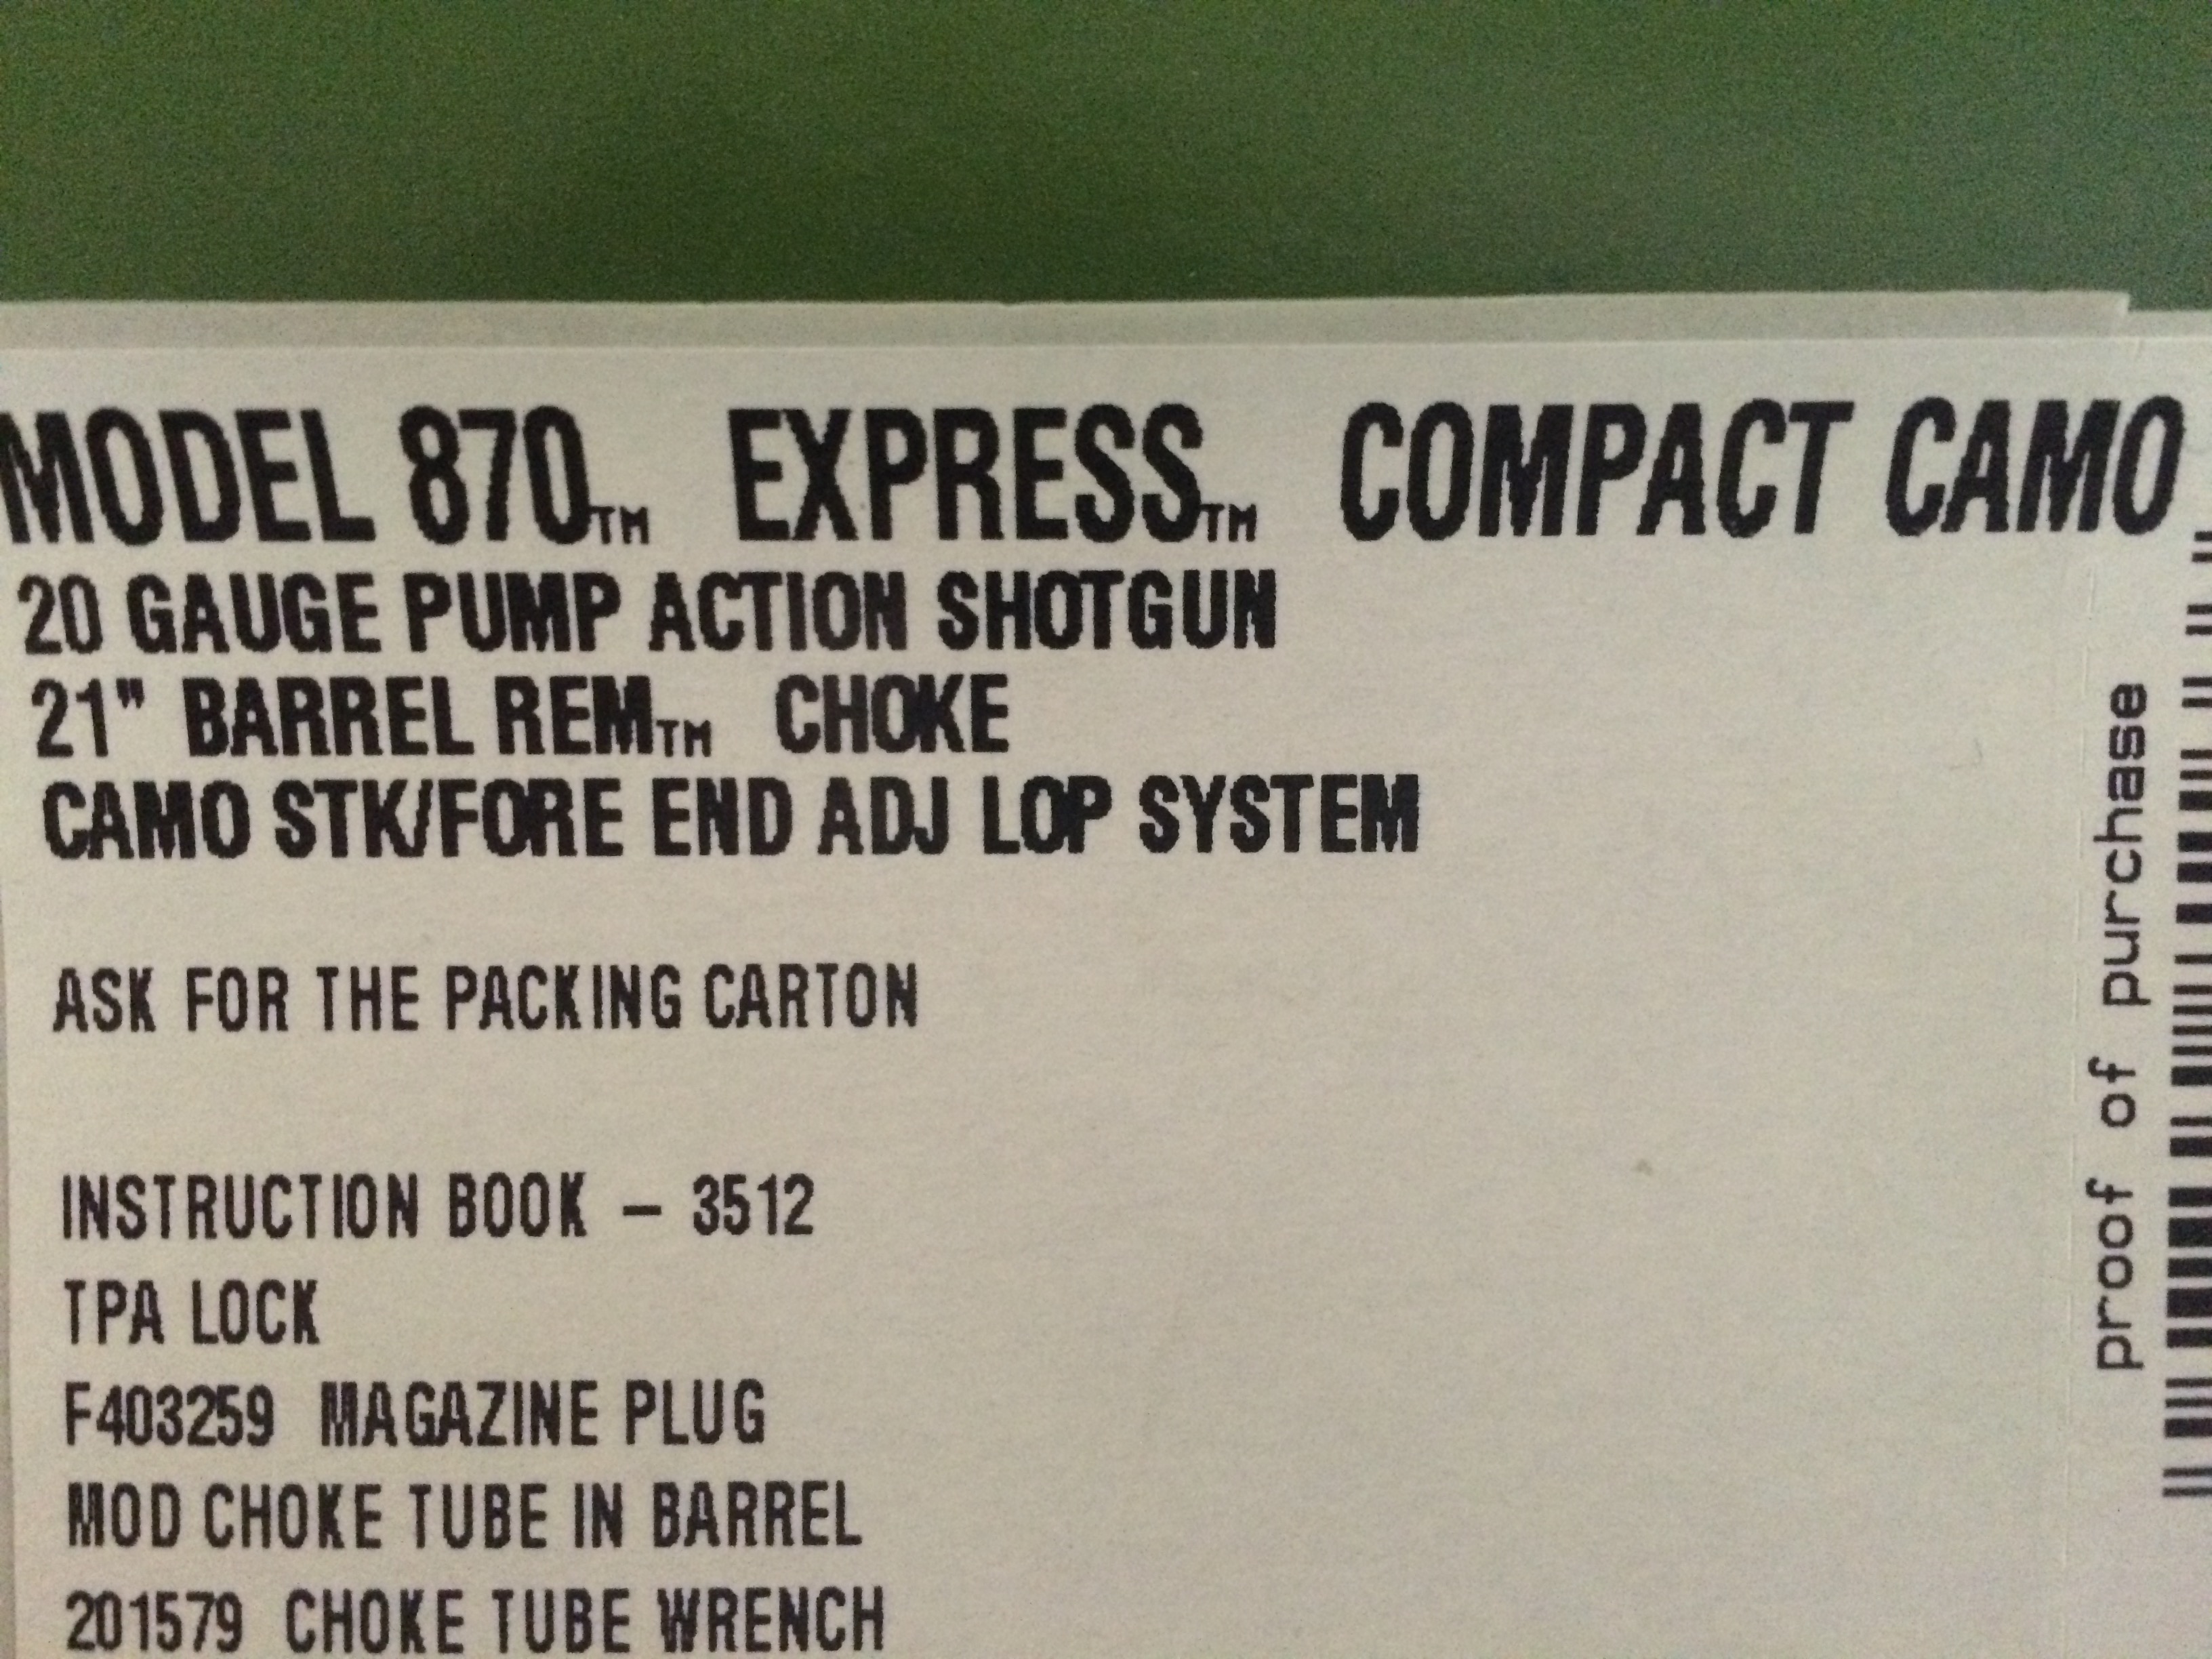 MODEL 870™ EXPRESS™ COMPACT CAMO
20 GAUGE PUMP ACTION SHOTGUN
21" BARREL REM™ CHOKE
CAMO STK/FORE END ADJ LOP SYSTEM
ASK FOR THE PACKING CARTON
INSTRUCTION BOOK – 3512
TPA LOCK
F403259 MAGAZINE PLUG
MOD CHOKE TUBE IN BARREL
201579 CHOKE TUBE WRENCH
proof of purchase